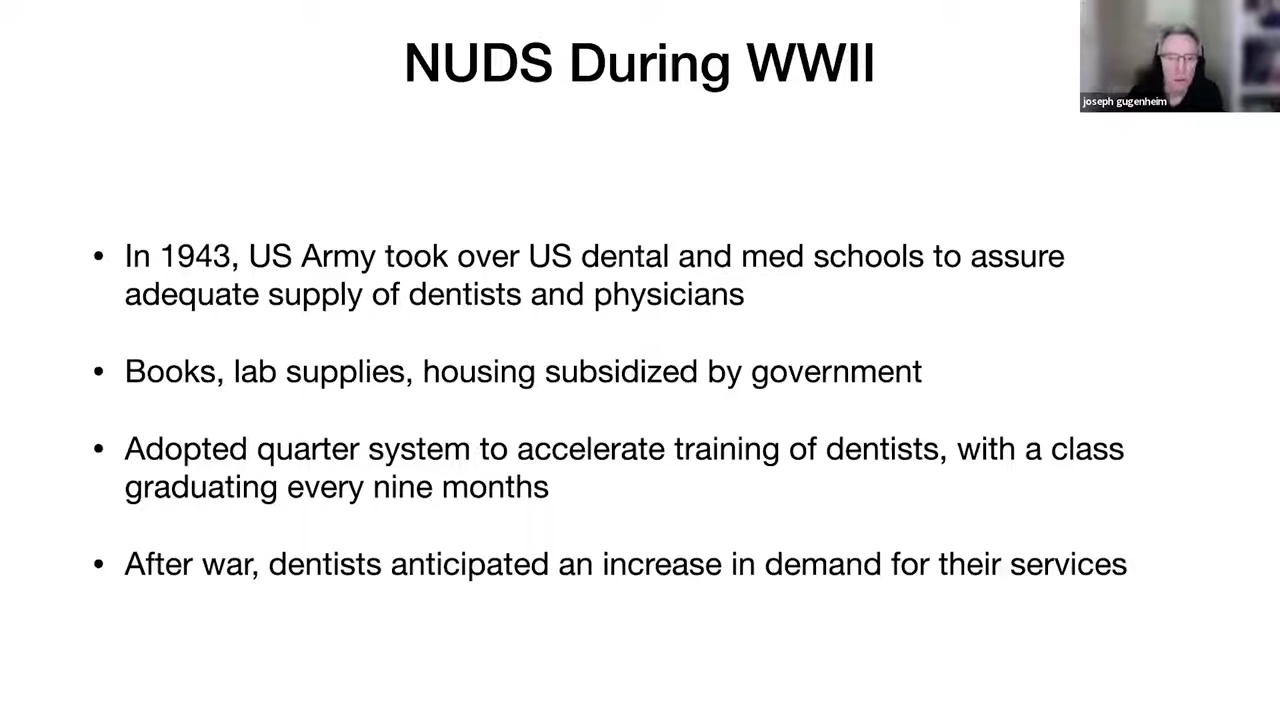 NUDS During WWII
joseph gugenheim
• In 1943, US Army took over US dental and med schools to assure
adequate supply of dentists and physicians
• Books, lab supplies, housing subsidized by government
• Adopted quarter system to accelerate training of dentists, with a class
graduating every nine months
• After war, dentists anticipated an increase in demand for their services